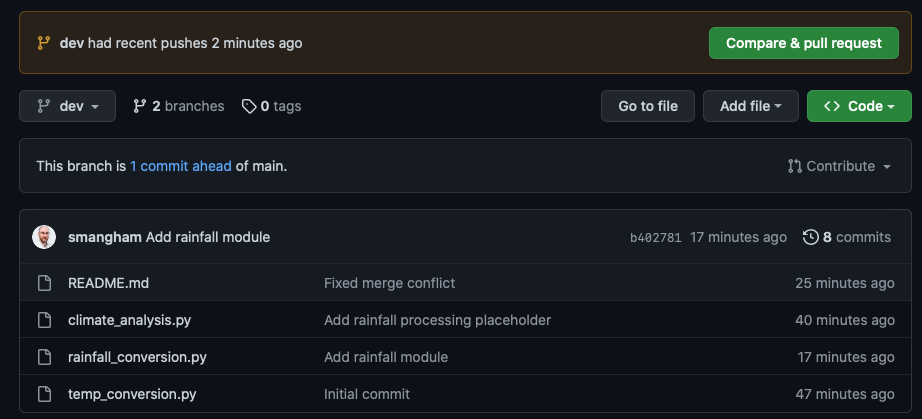 dev had recent pushes 2 minutes ago Compare & pull request
dev 2 branches 0 tags Go to file Add file Code
This branch is 1 commit ahead of main. Contribute
smangham Add rainfall module b402781 17 minutes ago 8 commits
README.md Fixed merge conflict 25 minutes ago
climate_analysis.py Add rainfall processing placeholder 40 minutes ago
rainfall_conversion.py Add rainfall module 17 minutes ago
temp_conversion.py Initial commit 47 minutes ago